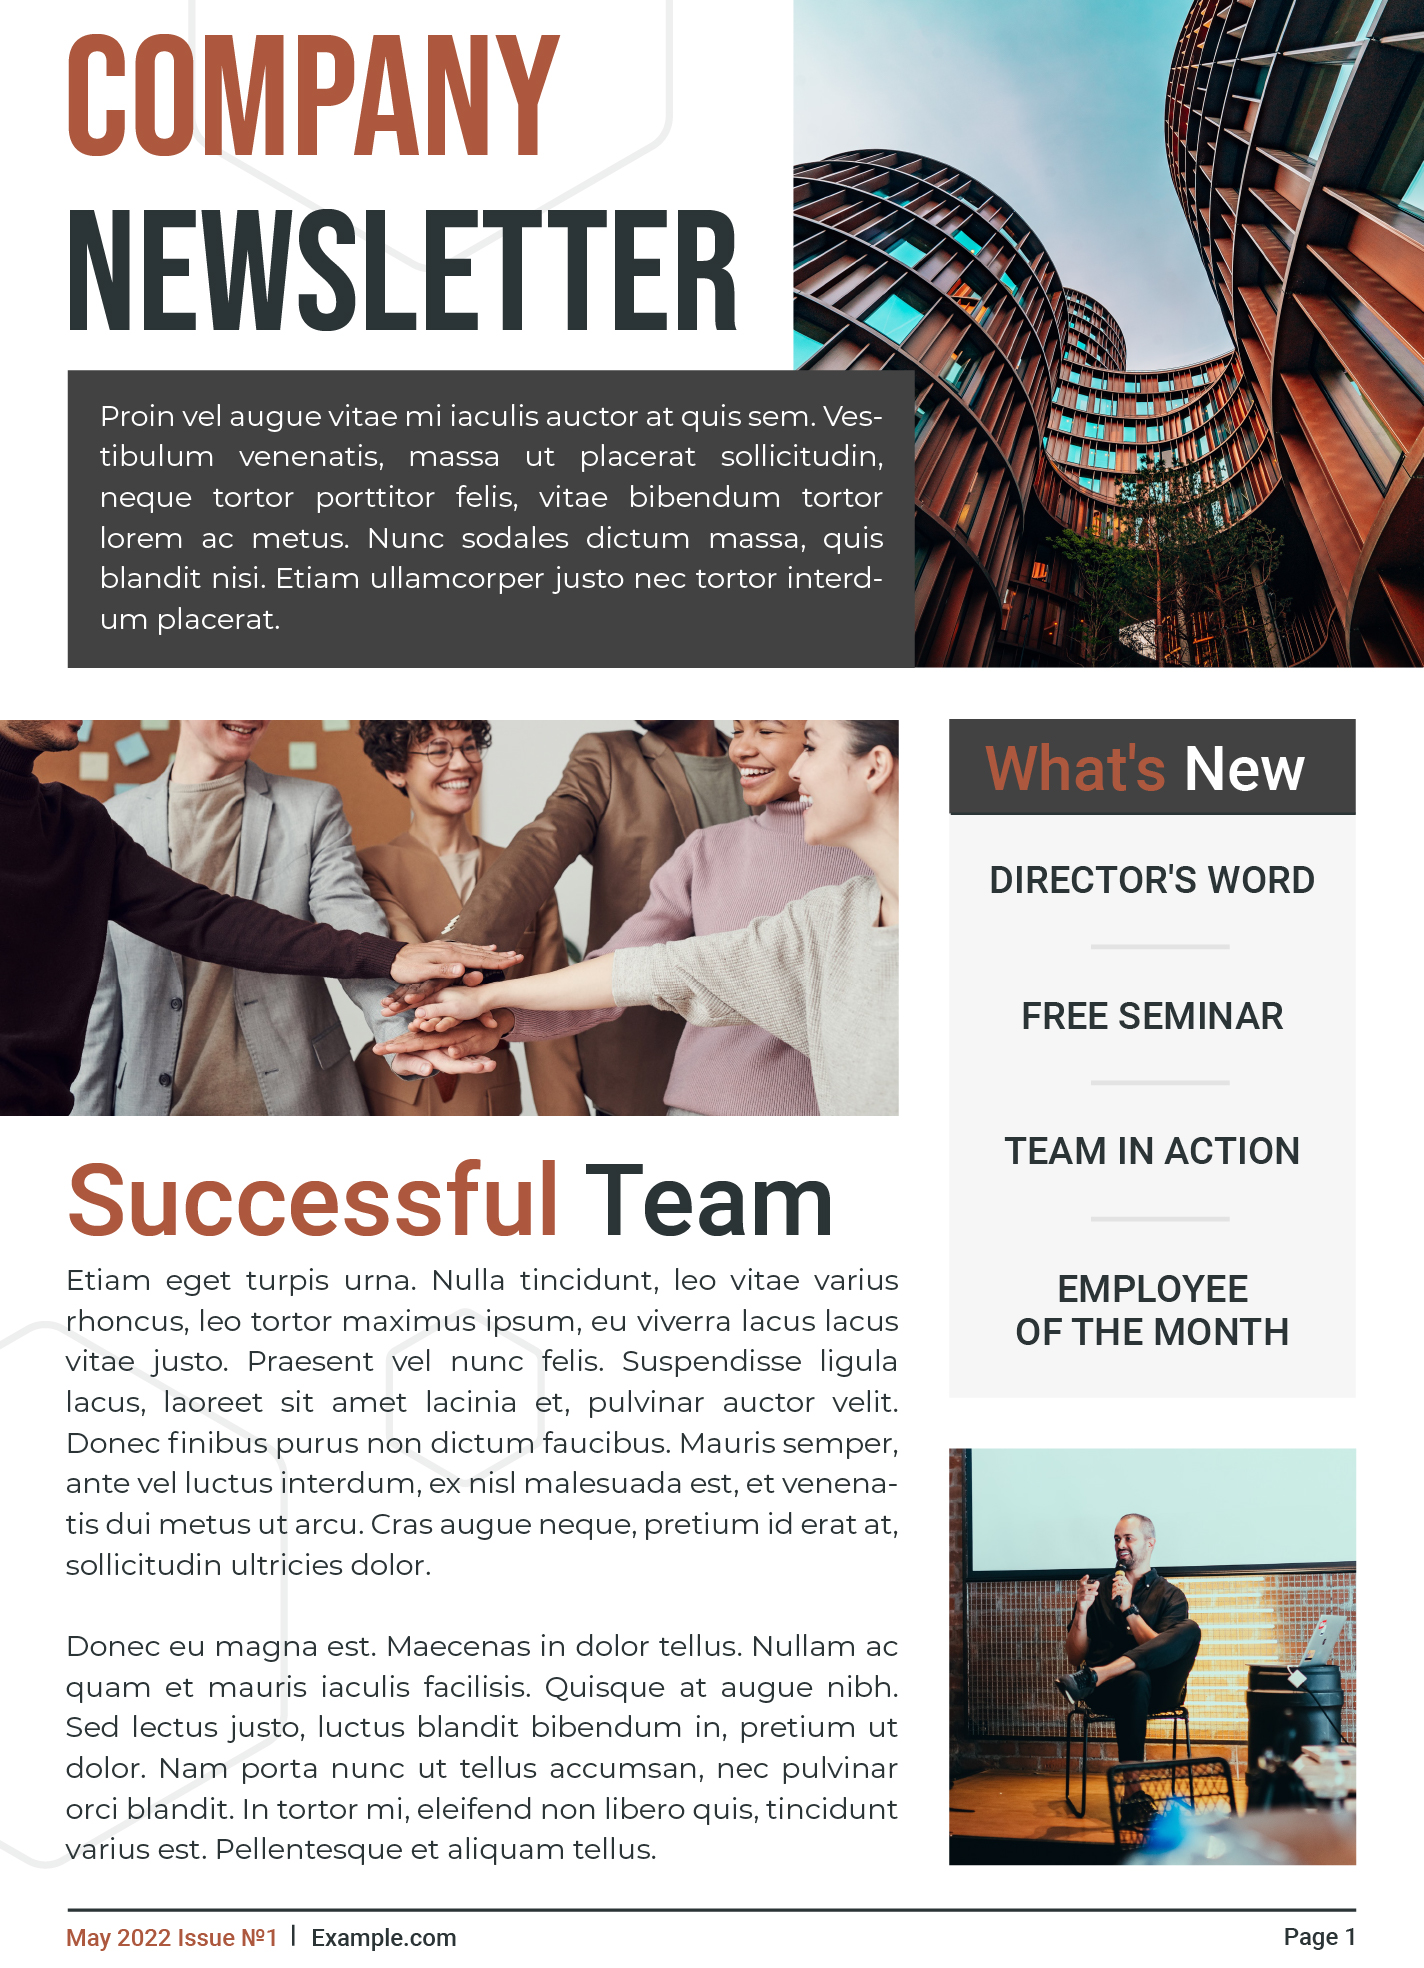 COMPANY
NEWSLETTER
Proin vel augue vitae mi iaculis auctor at quis sem. Ves-
tibulum venenatis, massa ut placerat sollicitudin,
neque tortor porttitor felis, vitae bibendum tortor
lorem ac metus. Nunc sodales dictum massa, quis
blandit nisi. Etiam ullamcorper justo nec tortor interd-
um placerat.
What's New
DIRECTOR'S WORD
FREE SEMINAR
TEAM IN ACTION
EMPLOYEE
OF THE MONTH
Successful Team
Etiam eget turpis urna. Nulla tincidunt, leo vitae varius
rhoncus, leo tortor maximus ipsum, eu viverra lacus lacus
vitae justo. Praesent vel nunc felis. Suspendisse ligula
lacus, laoreet sit amet lacinia et, pulvinar auctor velit.
Donec finibus purus non dictum faucibus. Mauris semper,
ante vel luctus interdum, ex nisl malesuada est, et venena-
tis dui metus ut arcu. Cras augue neque, pretium id erat at,
sollicitudin ultricies dolor.
Donec eu magna est. Maecenas in dolor tellus. Nullam ac
quam et mauris iaculis facilisis. Quisque at augue nibh.
Sed lectus justo, luctus blandit bibendum in, pretium ut
dolor. Nam porta nunc ut tellus accumsan, nec pulvinar
orci blandit. In tortor mi, eleifend non libero quis, tincidunt
varius est. Pellentesque et aliquam tellus.
May 2022 Issue №1 | Example.com
Page 1